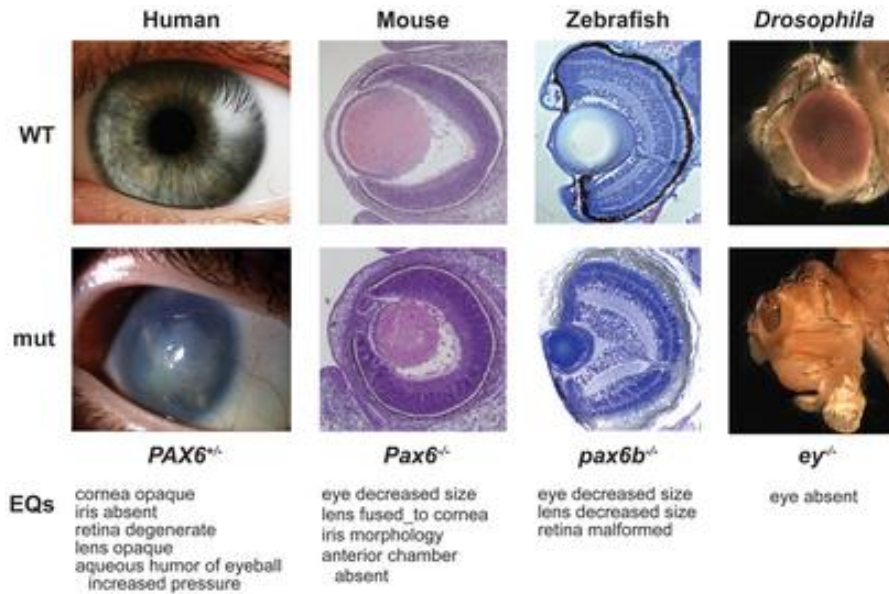 Human Mouse Zebrafish Drosophila
WT
mut
PAX6+/- Pax6-/- pax6b-/- ey-/-
EQs
cornea opaque
iris absent
retina degenerate
lens opaque
aqueous humor of eyeball
increased pressure
eye decreased size
lens fused_to cornea
iris morphology
anterior chamber
absent
eye decreased size
lens decreased size
retina malformed
eye absent